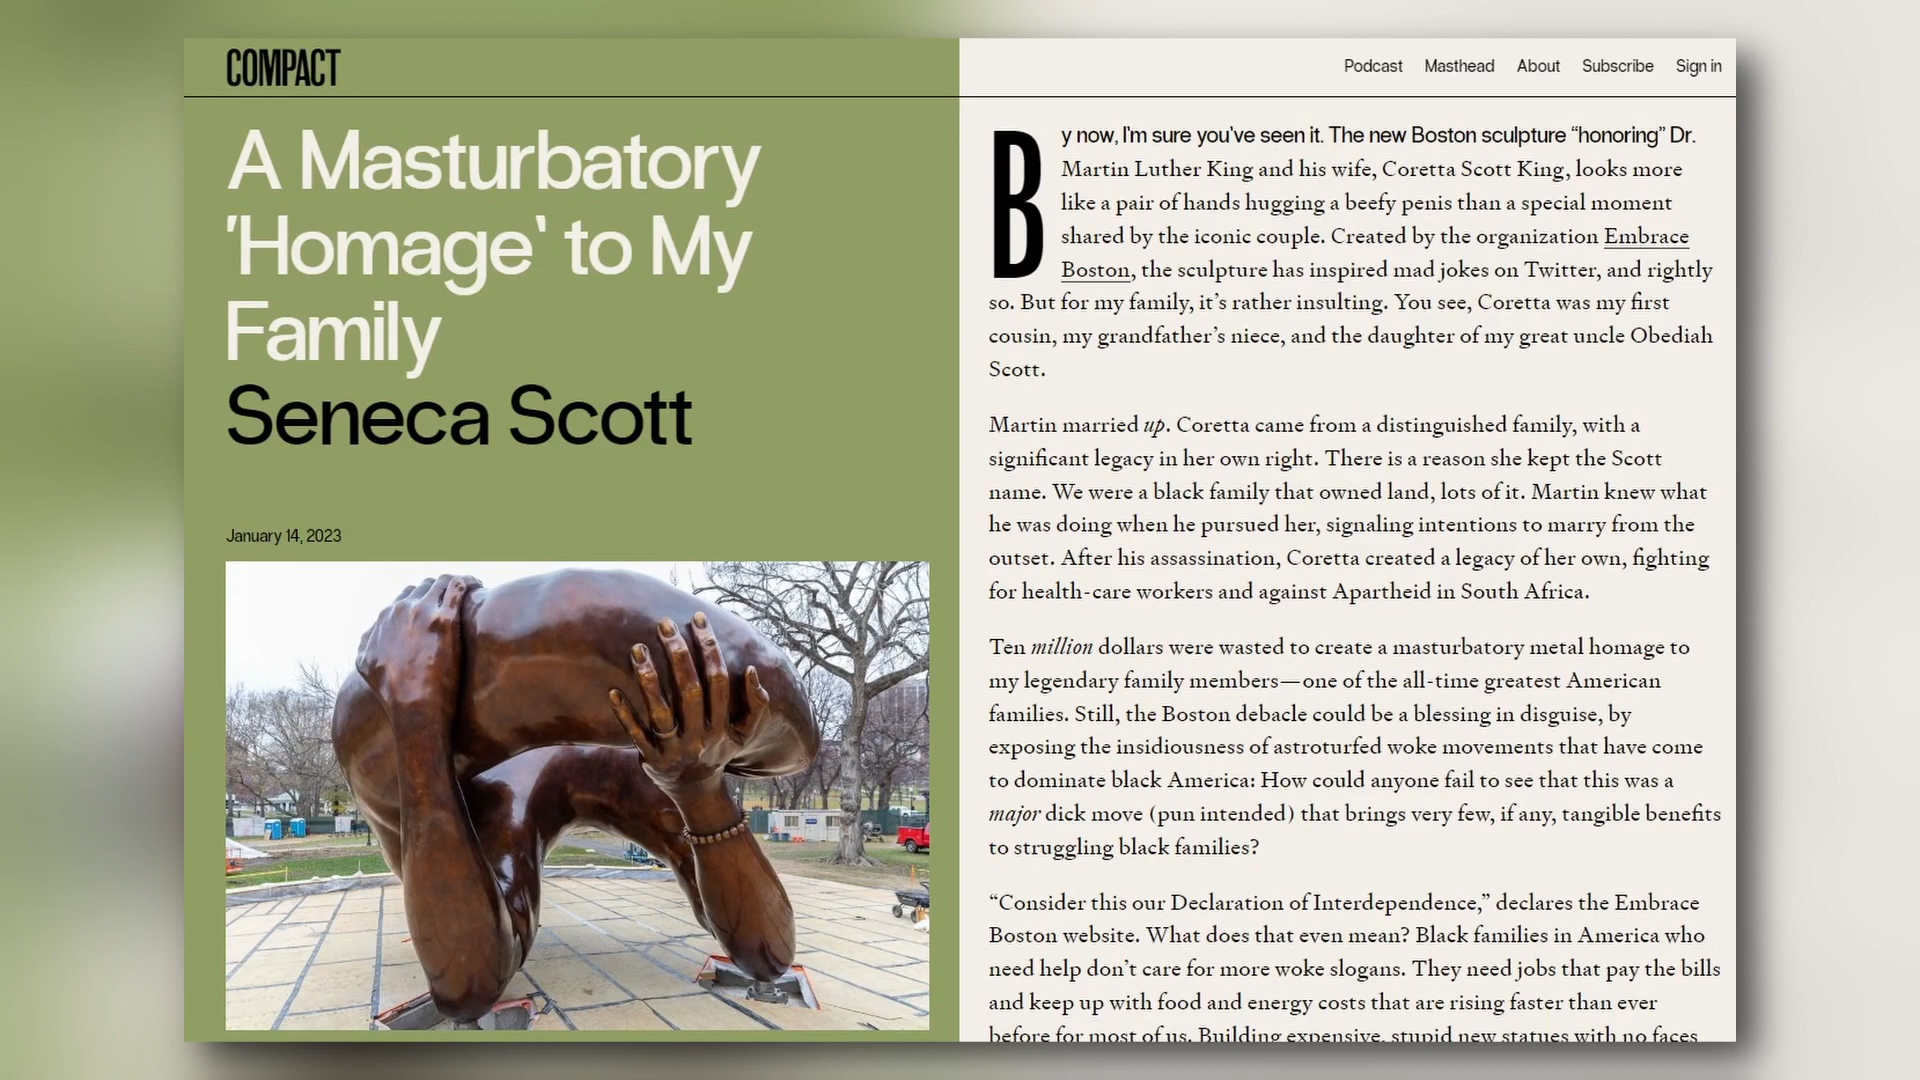 COMPACT
Podcast Masthead About Subscribe Sign in
A Masturbatory
'Homage' to My
Family
Seneca Scott
January 14, 2023
By now, I'm sure you've seen it. The new Boston sculpture “honoring” Dr.
Martin Luther King and his wife, Coretta Scott King, looks more
like a pair of hands hugging a beefy penis than a special moment
shared by the iconic couple. Created by the organization Embrace
Boston, the sculpture has inspired mad jokes on Twitter, and rightly
so. But for my family, it’s rather insulting. You see, Coretta was my first
cousin, my grandfather’s niece, and the daughter of my great uncle Obediah
Scott.
Martin married up. Coretta came from a distinguished family, with a
significant legacy in her own right. There is a reason she kept the Scott
name. We were a black family that owned land, lots of it. Martin knew what
he was doing when he pursued her, signaling intentions to marry from the
outset. After his assassination, Coretta created a legacy of her own, fighting
for health-care workers and against Apartheid in South Africa.
Ten million dollars were wasted to create a masturbatory metal homage to
my legendary family members—one of the all-time greatest American
families. Still, the Boston debacle could be a blessing in disguise, by
exposing the insidiousness of astroturfed woke movements that have come
to dominate black America: How could anyone fail to see that this was a
major dick move (pun intended) that brings very few, if any, tangible benefits
to struggling black families?
“Consider this our Declaration of Interdependence,” declares the Embrace
Boston website. What does that even mean? Black families in America who
need help don’t care for more woke slogans. They need jobs that pay the bills
and keep up with food and energy costs that are rising faster than ever
before for most of us. Building expensive, stupid new statues with no faces